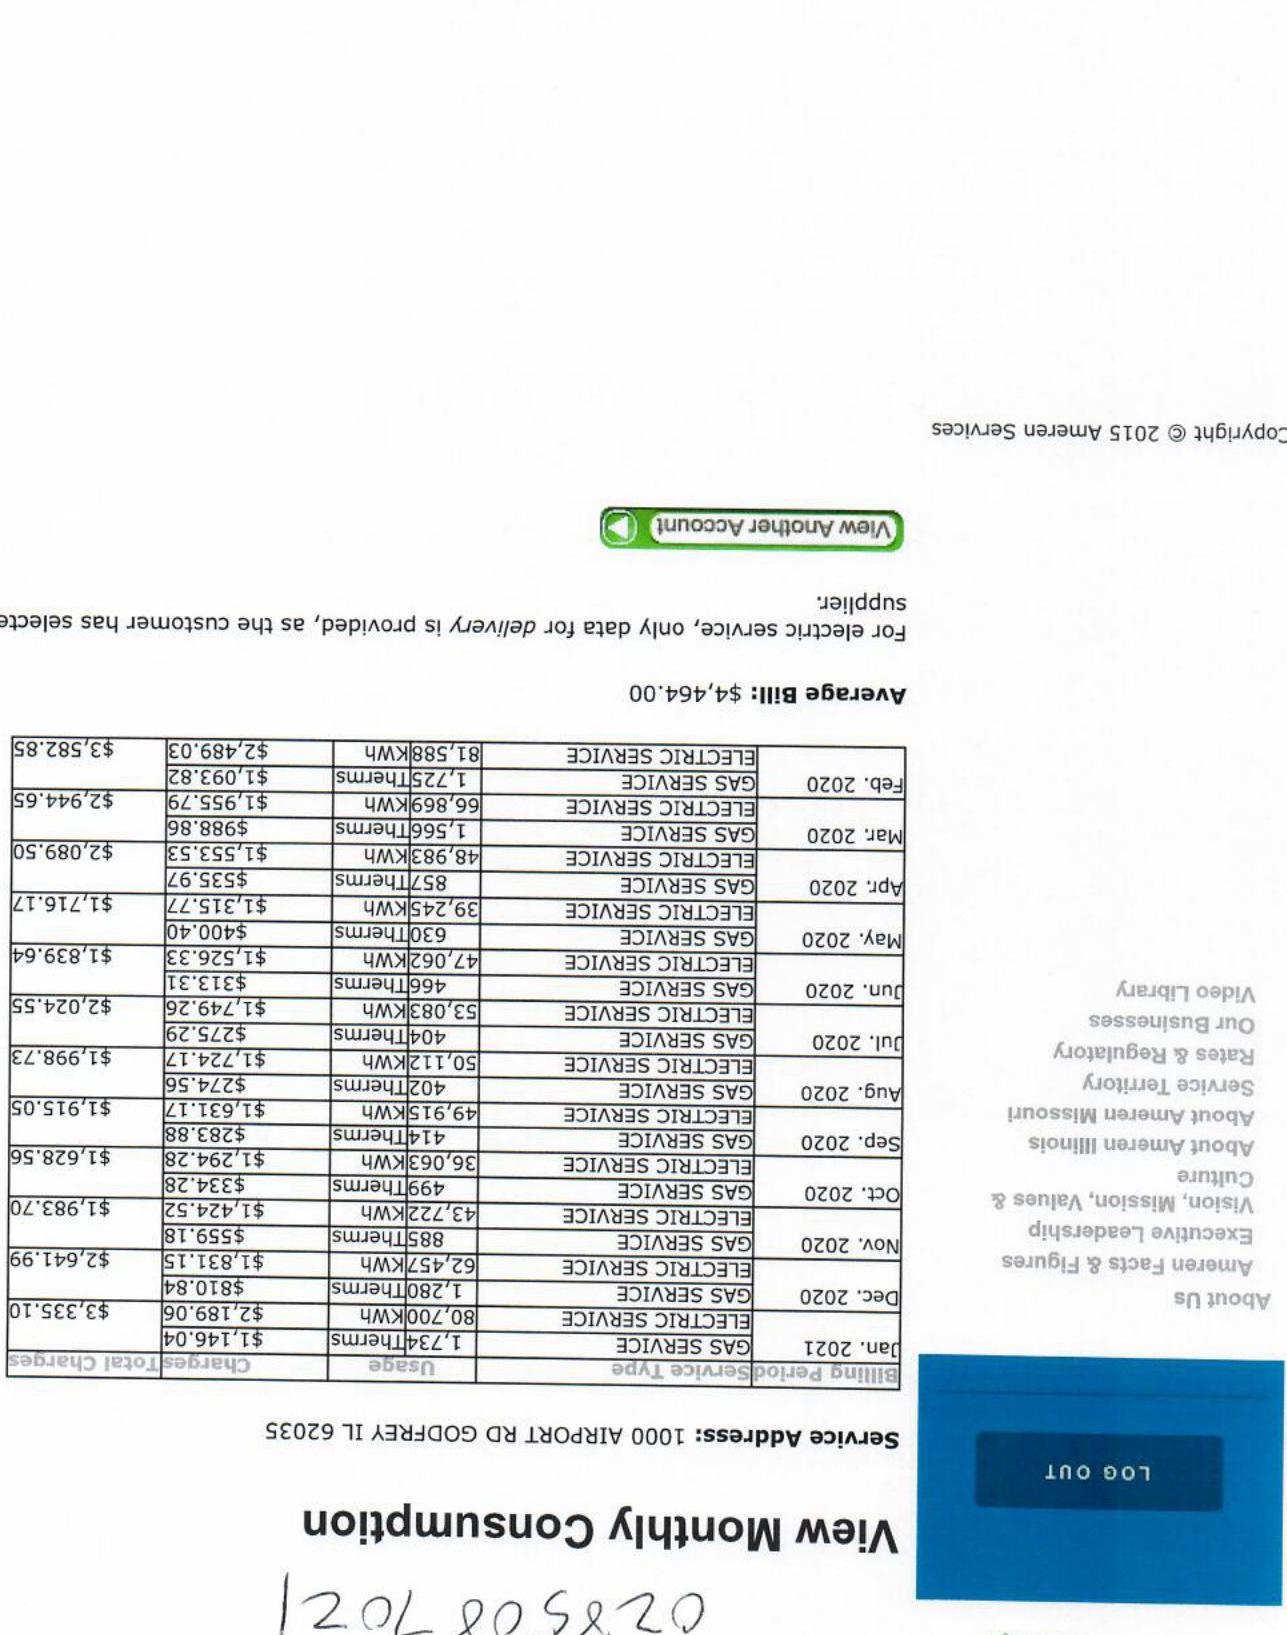 0285087021
View Monthly Consumption
LOG OUT
Service Address: 1000 AIRPORT RD GODFREY IL 62035
About Us
Ameren Facts & Figures
Executive Leadership
Vision, Mission, Values &
Culture
About Ameren Illinois
About Ameren Missouri
Service Territory
Rates & Regulatory
Our Businesses
Video Library
Billing Period Service Type Usage Charges Total Charges
Jan. 2021 GAS SERVICE 1,734 Therms $1,146.04
ELECTRIC SERVICE 80,700 KWh $2,189.06 $3,335.10
Dec. 2020 GAS SERVICE 1,280 Therms $810.84
ELECTRIC SERVICE 62,457 KWh $1,831.15 $2,641.99
Nov. 2020 GAS SERVICE 885 Therms $559.18
ELECTRIC SERVICE 43,722 KWh $1,424.52 $1,983.70
Oct. 2020 GAS SERVICE 499 Therms $334.28
ELECTRIC SERVICE 36,063 KWh $1,294.28 $1,628.56
Sep. 2020 GAS SERVICE 414 Therms $283.88
ELECTRIC SERVICE 49,915 KWh $1,631.17 $1,915.05
Aug. 2020 GAS SERVICE 402 Therms $274.56
ELECTRIC SERVICE 50,112 KWh $1,724.17 $1,998.73
Jul. 2020 GAS SERVICE 404 Therms $275.29
ELECTRIC SERVICE 53,083 KWh $1,749.26 $2,024.55
Jun. 2020 GAS SERVICE 466 Therms $313.31
ELECTRIC SERVICE 47,062 KWh $1,526.33 $1,839.64
May. 2020 GAS SERVICE 630 Therms $400.40
ELECTRIC SERVICE 39,245 KWh $1,315.77 $1,716.17
Apr. 2020 GAS SERVICE 857 Therms $535.97
ELECTRIC SERVICE 48,983 KWh $1,553.53 $2,089.50
Mar. 2020 GAS SERVICE 1,566 Therms $988.86
ELECTRIC SERVICE 66,869 KWh $1,955.79 $2,944.65
Feb. 2020 GAS SERVICE 1,725 Therms $1,093.82
ELECTRIC SERVICE 81,588 KWh $2,489.03 $3,582.85
Average Bill: $4,464.00
For electric service, only data for delivery is provided, as the customer has selecte
supplier.
View Another Account
Copyright © 2015 Ameren Services